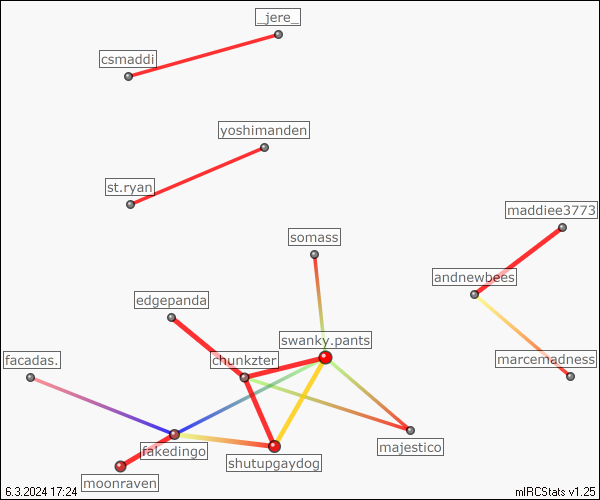 _jere_
csmaddi
yoshimanden
st.ryan
maddiee3773
somass
andnewbees
edgepanda
swanky.pants
facadas.
chunkzter
marcemadness
fakedingo
majestico
shutupgaydog
moonraven
6.3.2024 17:24
mIRCStats v1.25